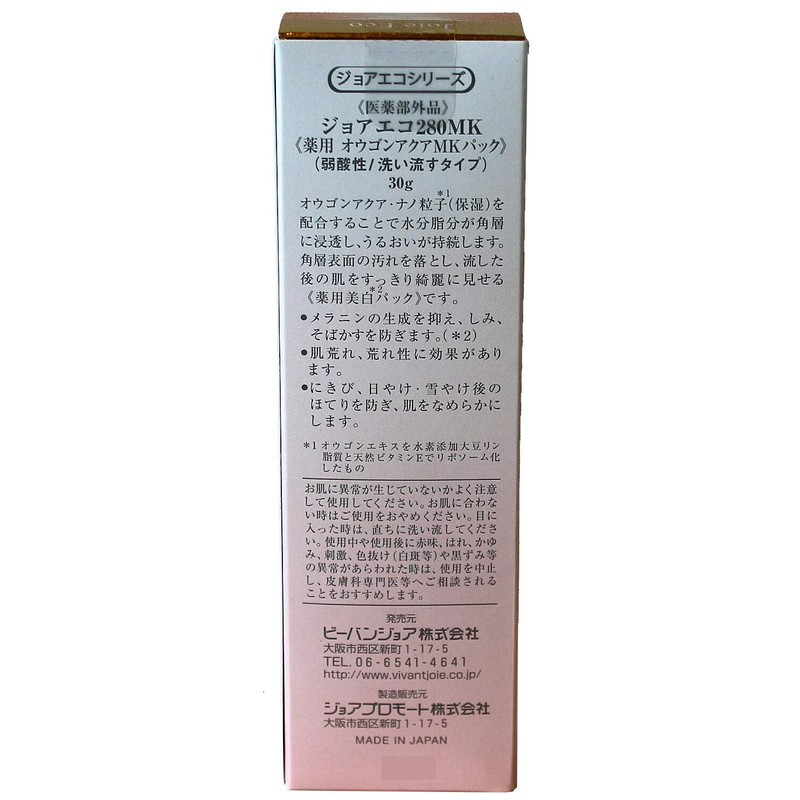 Joie Eco
ジョアエコシリーズ
《医薬部外品》
ジョアエコ280MK
《薬用 オウゴンアクアMKパック》
(弱酸性/洗い流すタイプ)
30g
オウゴンアクア・ナノ粒子*1(保湿)を
配合することで水分脂分が角層
に浸透し、うるおいが持続します。
角層表面の汚れを落とし、流した
後の肌をすっきり綺麗に見せる
《薬用美白*2パック》です。
●メラニンの生成を抑え、しみ、
そばかすを防ぎます。(*2)
●肌荒れ、荒れ性に効果があり
ます。
●にきび、日やけ・雪やけ後の
ほてりを防ぎ、肌をなめらかに
します。
*1 オウゴンエキスを水素添加大豆リン
脂質と天然ビタミンEでリポソーム化
したもの
お肌に異常が生じていないかよく注意
して使用してください。お肌に合わな
い時はご使用をおやめください。目に
入った時は、直ちに洗い流してくださ
い。使用中や使用後に赤味、はれ、かゆ
み、刺激、色抜け(白斑等)や黒ずみ等
の異常があらわれた時は、使用を中止
し、皮膚科専門医等へご相談される
ことをおすすめします。
発売元
ビーバンジョア株式会社
大阪市西区新町1-17-5
TEL. 06-6541-4641
http://www.vivantjoie.co.jp/
製造販売元
ジョアプロモート株式会社
大阪市西区新町1-17-5
MADE IN JAPAN